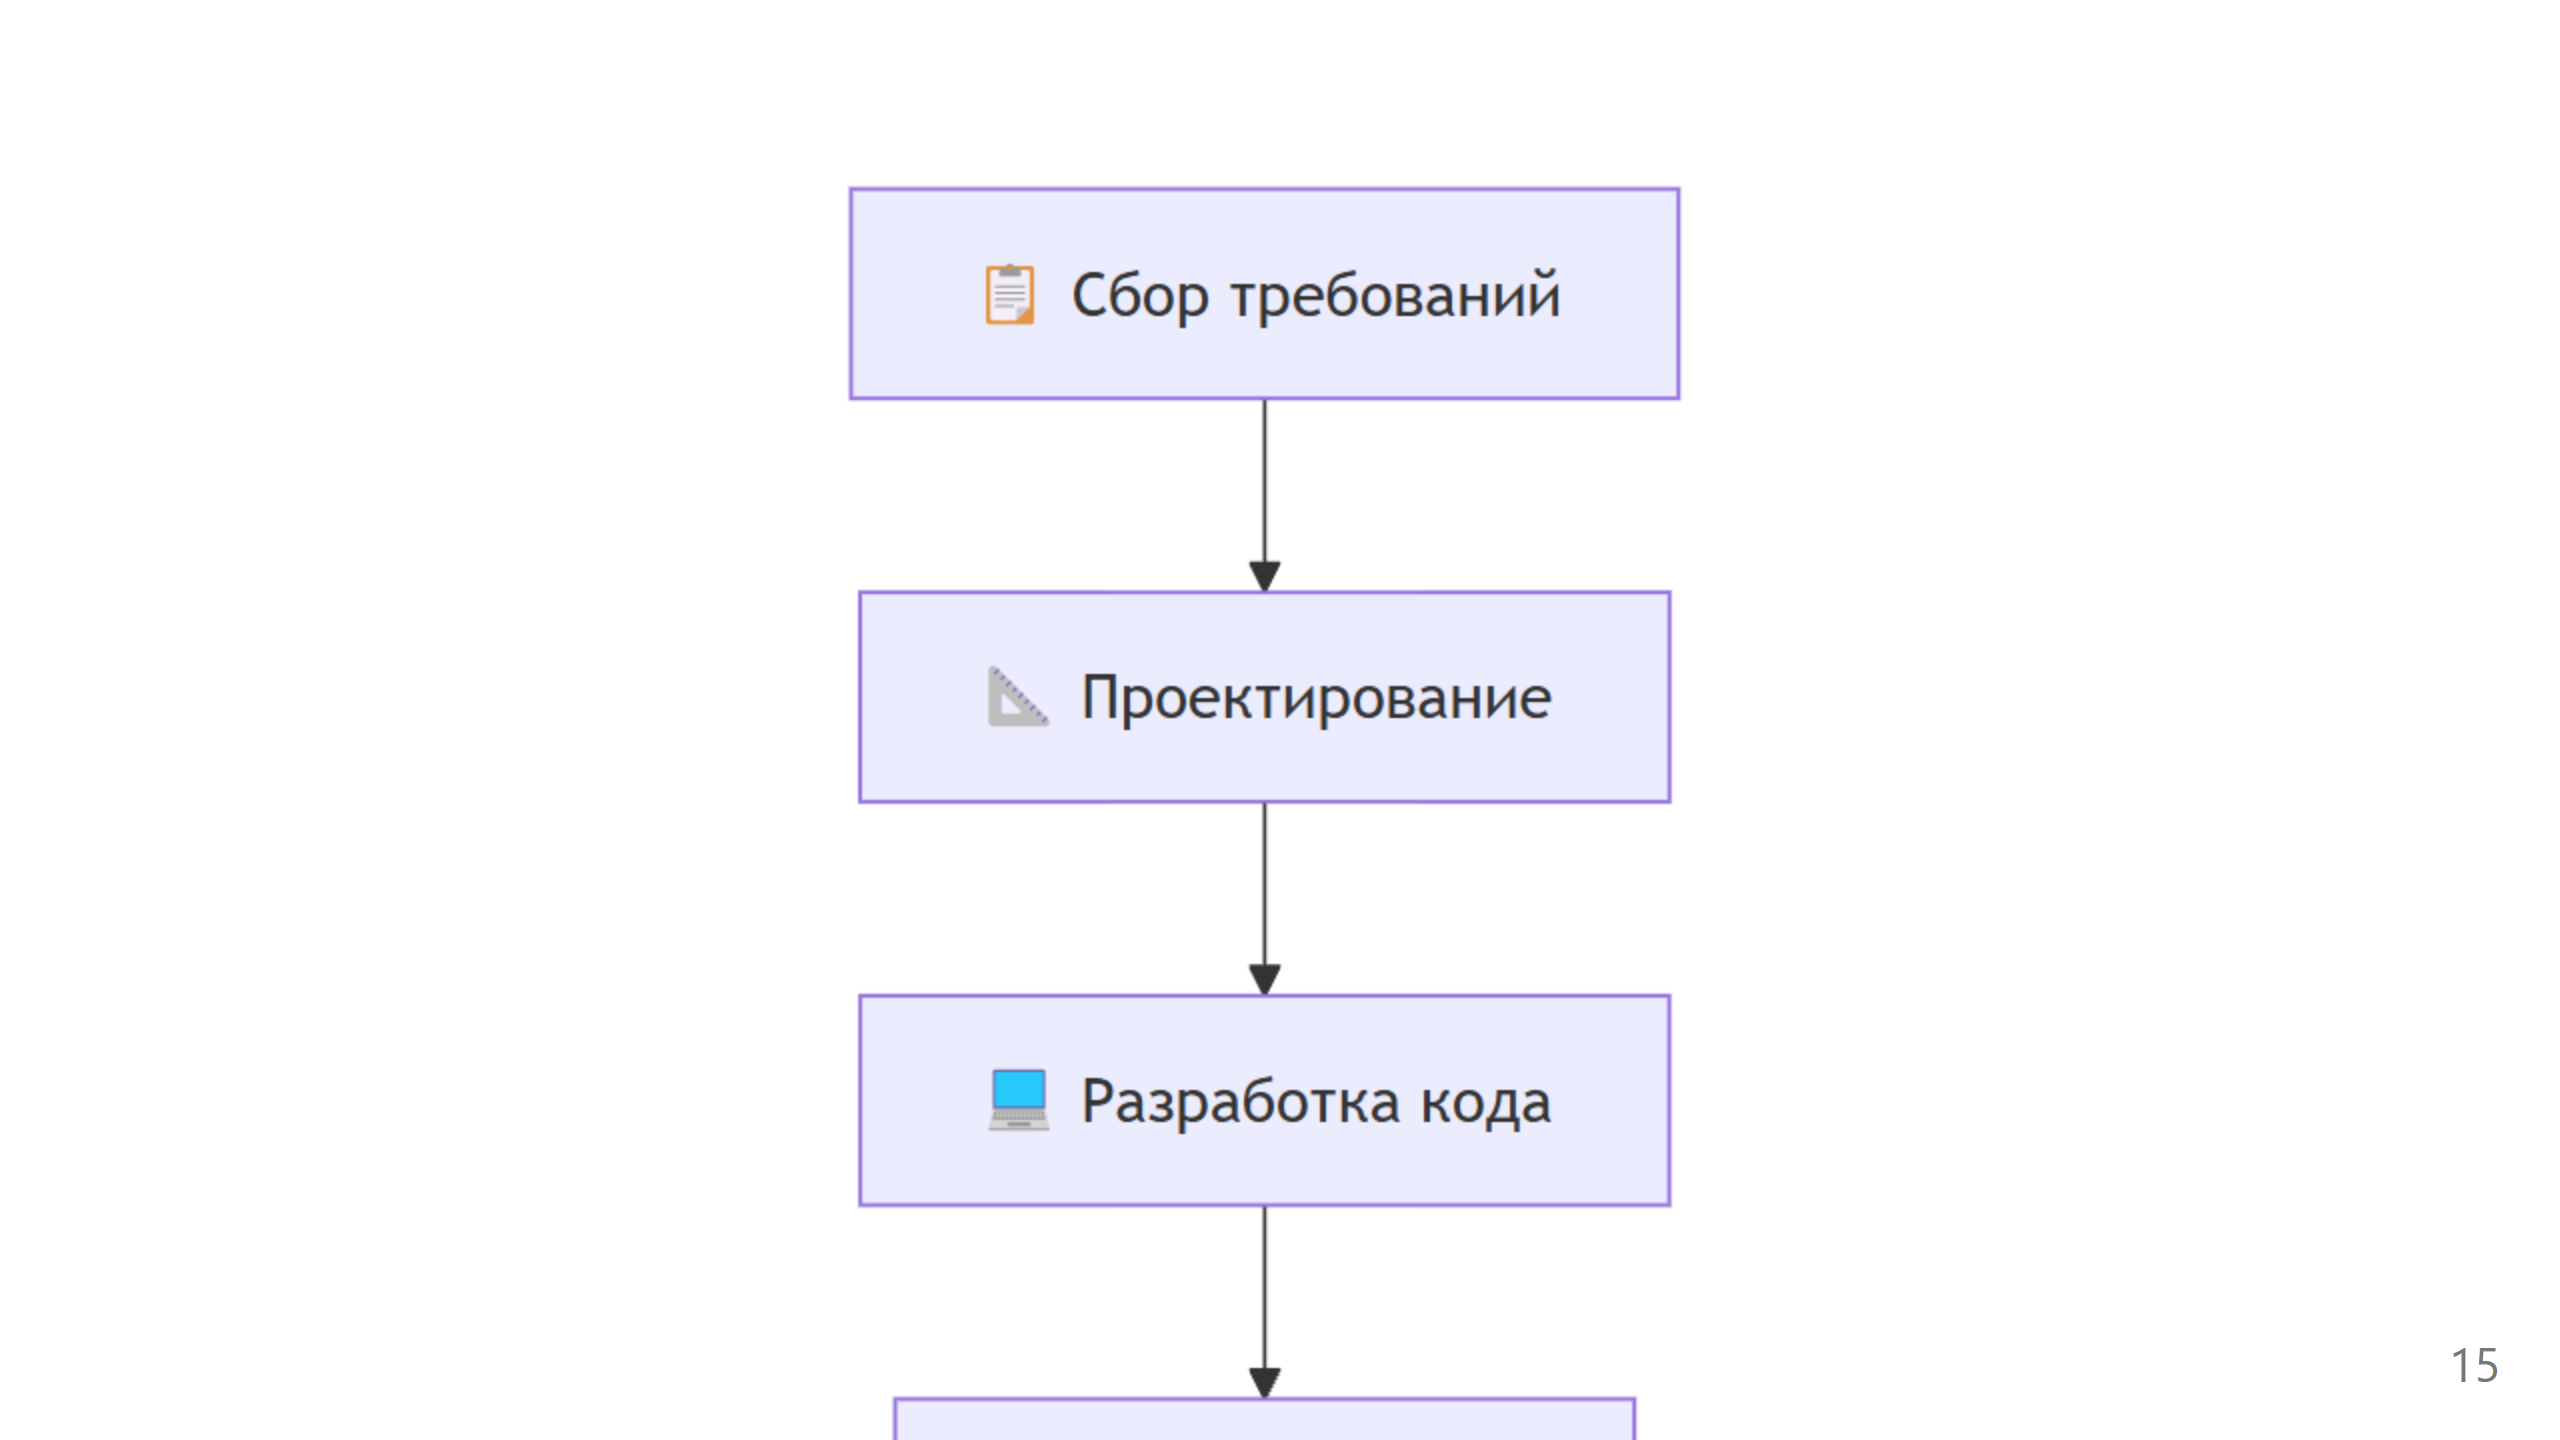 📋 Сбор требований
📐 Проектирование
💻 Разработка кода
15